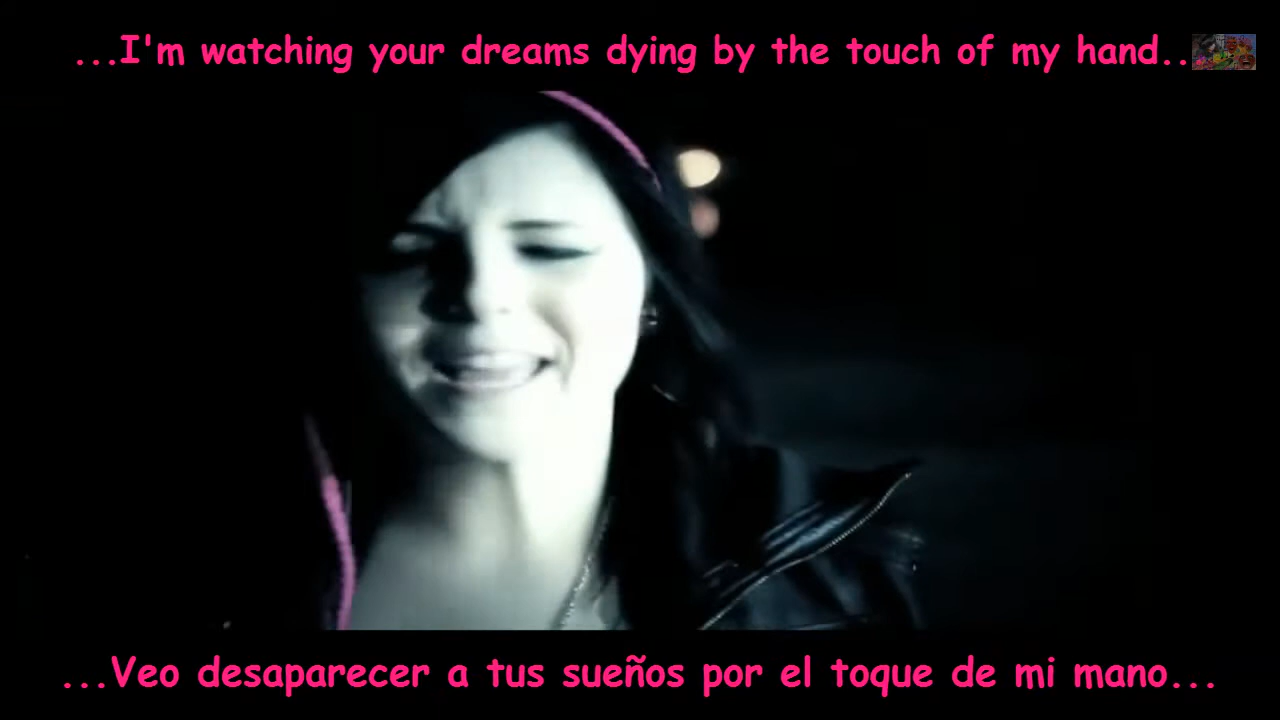 ...I'm watching your dreams dying by the touch of my hand..
...Veo desaparecer a tus sueños por el toque de mi mano...